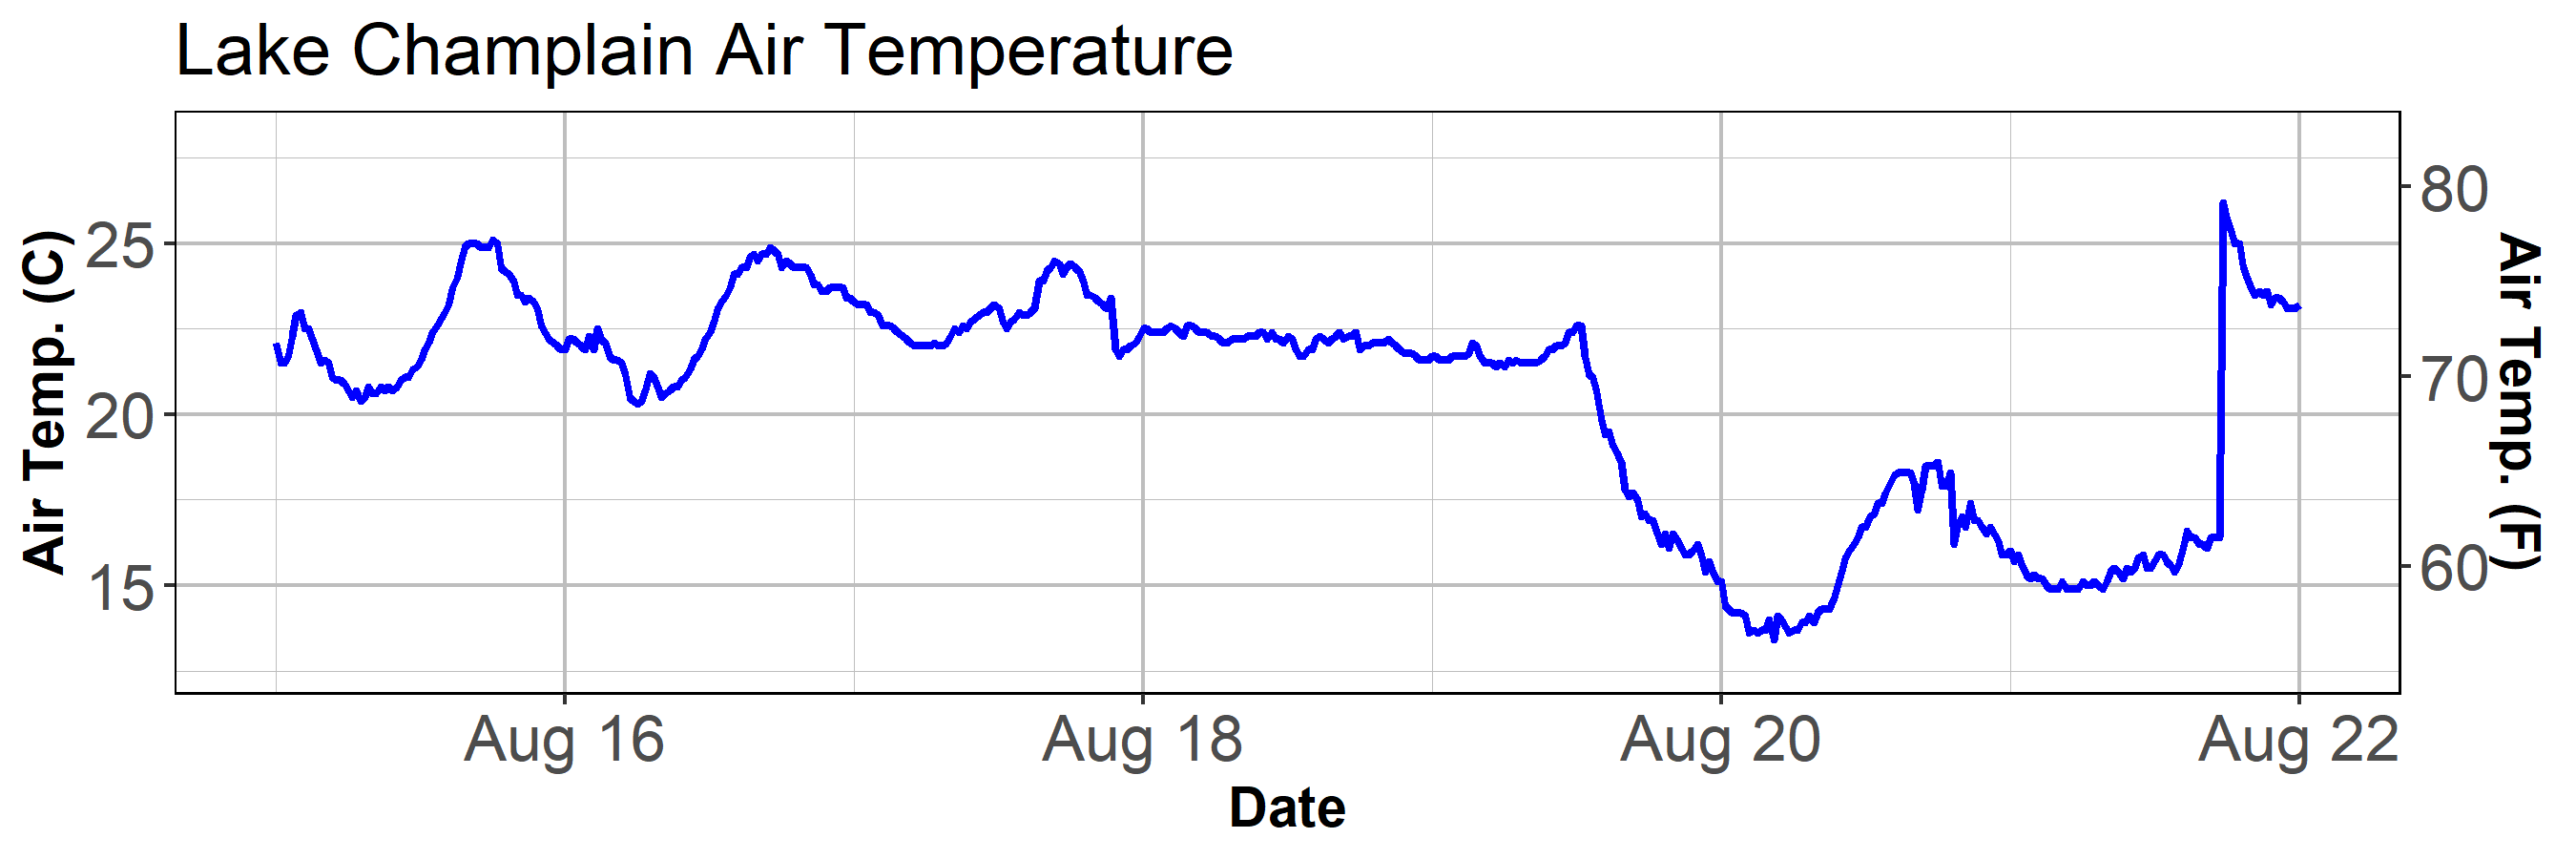 Lake Champlain Air Temperature
Air Temp. (C)
25
20
15
80
70
60
Air Temp. (F)
Aug 16
Aug 18
Aug 20
Aug 22
Date